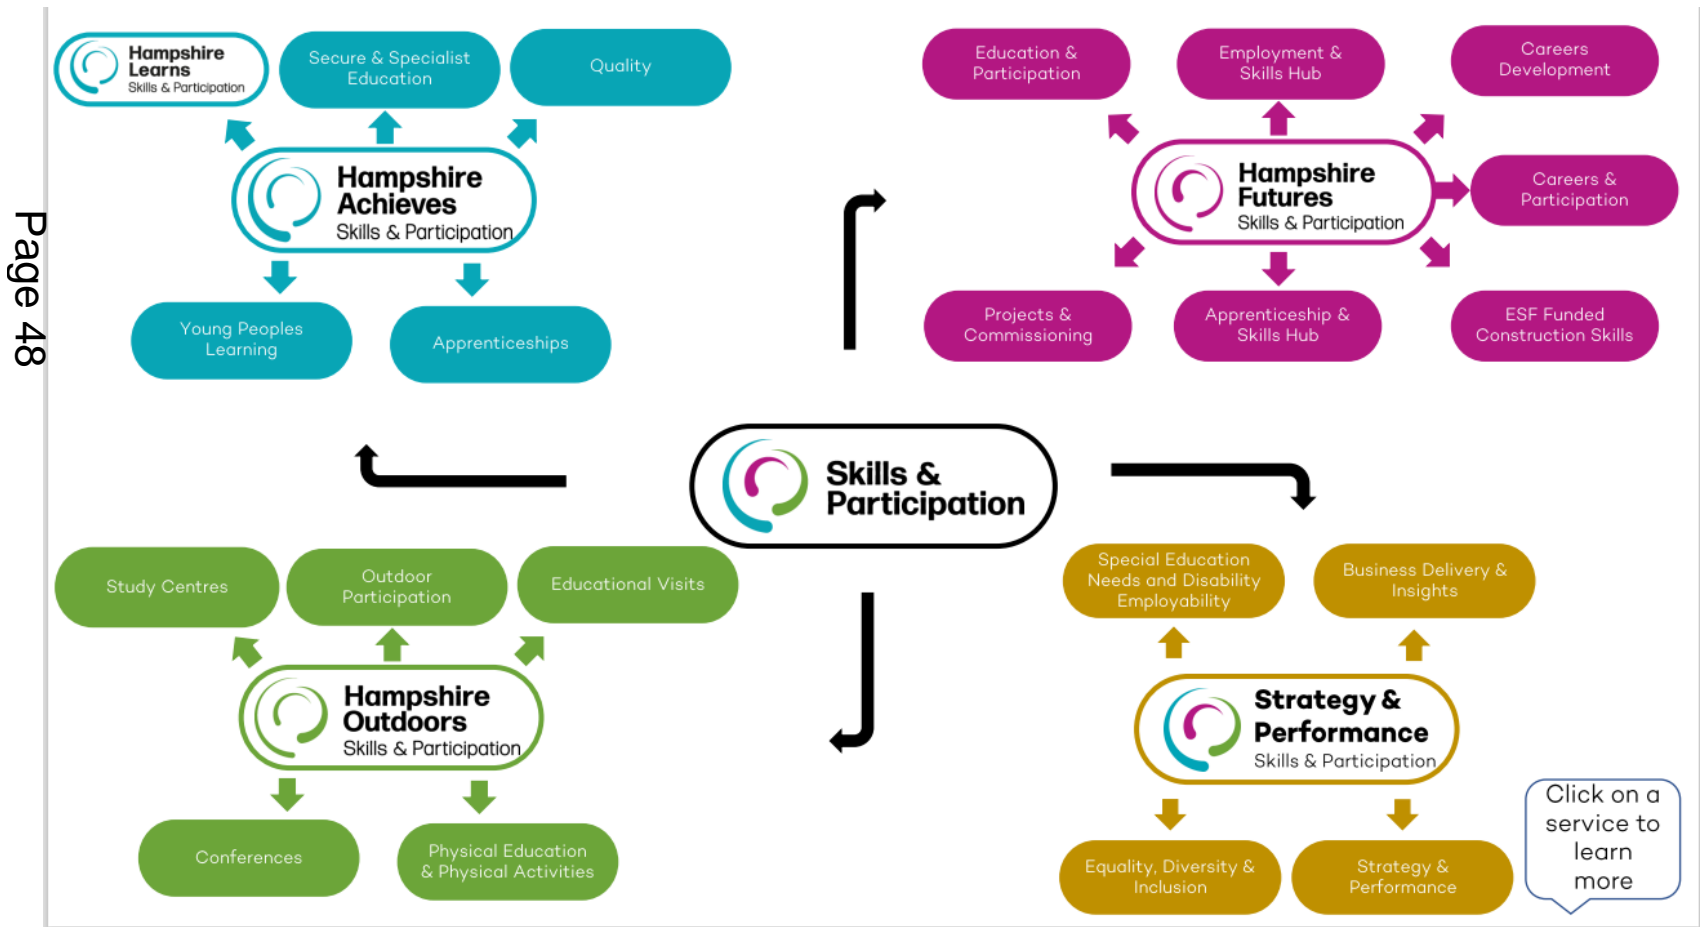 Page 48
Hampshire
Learns
Skills & Participation
Secure & Specialist
Education
Quality
Hampshire
Achieves
Skills & Participation
Young Peoples
Learning
Apprenticeships
Education &
Participation
Employment &
Skills Hub
Careers
Development
Hampshire
Futures
Skills & Participation
Careers &
Participation
Projects &
Commissioning
Apprenticeship &
Skills Hub
ESF Funded
Construction Skills
Skills &
Participation
Study Centres
Outdoor
Participation
Educational Visits
Hampshire
Outdoors
Skills & Participation
Conferences
Physical Education
& Physical Activities
Special Education
Needs and Disability
Employability
Business Delivery &
Insights
Strategy &
Performance
Skills & Participation
Equality, Diversity &
Inclusion
Strategy &
Performance
Click on a
service to
learn
more